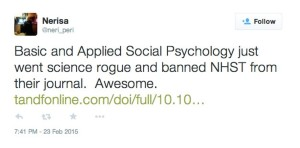 Nerisa
@neri_peri
Follow
Basic and Applied Social Psychology just
went science rogue and banned NHST from
their journal. Awesome.
tandfonline.com/doi/full/10.10…
7:41 PM - 23 Feb 2015